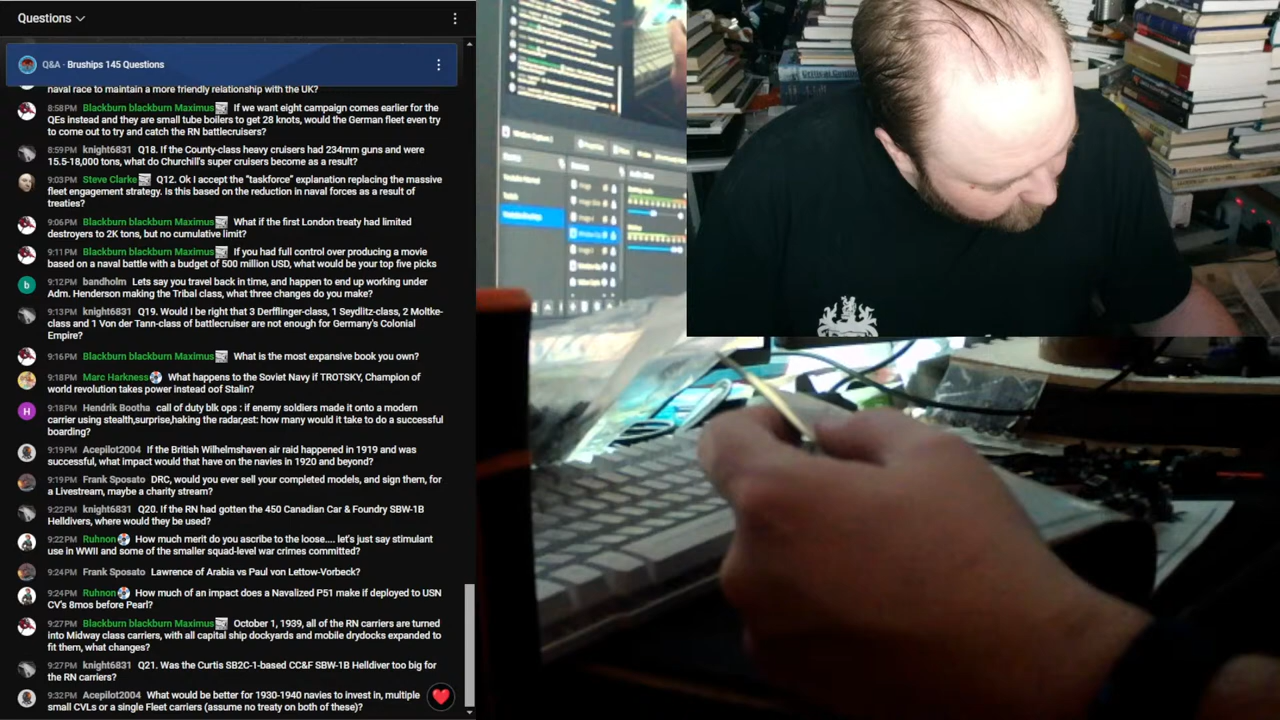 Questions
Q&A · Bruships 145 Questions
naval race to maintain a more friendly relationship with the UK?
8:58PM Blackburn blackburn Maximus If we want eight campaign comes earlier for the
QEs instead and they are small tube boilers to get 28 knots, would the German fleet even try
to come out to try and catch the RN battlecruisers?
8:59PM knight6831 Q18. If the County-class heavy cruisers had 234mm guns and were
15.5-18,000 tons, what do Churchill's super cruisers become as a result?
9:03PM Steve Clarke Q12. Ok I accept the "taskforce" explanation replacing the massive
fleet engagement strategy. Is this based on the reduction in naval forces as a result of
treaties?
9:06PM Blackburn blackburn Maximus What if the first London treaty had limited
destroyers to 2K tons, but no cumulative limit?
9:11PM Blackburn blackburn Maximus If you had full control over producing a movie
based on a naval battle with a budget of 500 million USD, what would be your top five picks
9:12PM bandholm Lets say you travel back in time, and happen to end up working under
Adm. Henderson making the Tribal class, what three changes do you make?
9:13PM knight6831 Q19. Would I be right that 3 Derfflinger-class, 1 Seydlitz-class, 2 Moltke-
class and 1 Von der Tann-class of battlecruiser are not enough for Germany's Colonial
Empire?
9:16PM Blackburn blackburn Maximus What is the most expansive book you own?
9:18PM Marc Harkness What happens to the Soviet Navy if TROTSKY, Champion of
world revolution takes power instead oof Stalin?
9:18PM Hendrik Bootha call of duty blk ops : if enemy soldiers made it onto a modern
carrier using stealth,surprise,haking the radar,est: how many would it take to do a successful
boarding?
9:19PM Acepilot2004 If the British Wilhelmshaven air raid happened in 1919 and was
successful, what impact would that have on the navies in 1920 and beyond?
9:19PM Frank Sposato DRC, would you ever sell your completed models, and sign them, for
a Livestream, maybe a charity stream?
9:22PM knight6831 Q20. If the RN had gotten the 450 Canadian Car & Foundry SBW-1B
Helldivers, where would they be used?
9:22PM Ruhnon How much merit do you ascribe to the loose.... let's just say stimulant
use in WWII and some of the smaller squad-level war crimes committed?
9:24PM Frank Sposato Lawrence of Arabia vs Paul von Lettow-Vorbeck?
9:24PM Ruhnon How much of an impact does a Navalized P51 make if deployed to USN
CV's 8mos before Pearl?
9:27PM Blackburn blackburn Maximus October 1, 1939, all of the RN carriers are turned
into Midway class carriers, with all capital ship dockyards and mobile drydocks expanded to
fit them, what changes?
9:27PM knight6831 Q21. Was the Curtis SB2C-1-based CC&F SBW-1B Helldiver too big for
the RN carriers?
9:32PM Acepilot2004 What would be better for 1930-1940 navies to invest in, multiple
small CVLs or a single Fleet carriers (assume no treaty on both of these)?